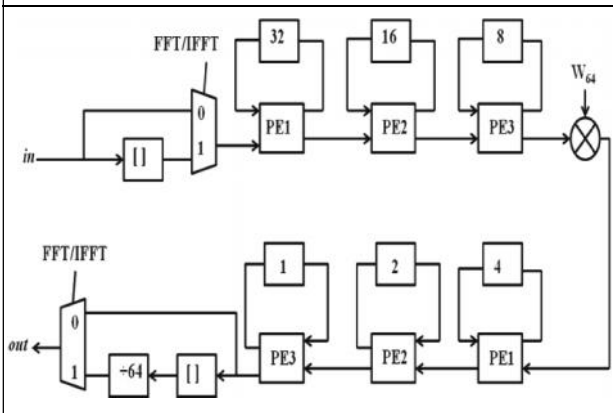 FFT/IFFT
32
16
8
W64
0
1
in
[ ]
PE1
PE2
PE3
FFT/IFFT
1
2
4
0
1
out
÷64
[ ]
PE3
PE2
PE1